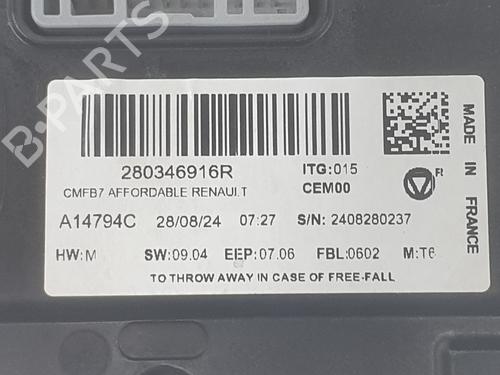 B-PARTS
280346916R
ITG:015
CMFB7 AFFORDABLE RENAULT
CEM00
A14794C 28/08/24 07:27 S/N: 2408280237
HW:M SW:09.04 EEP:07.06 FBL:0602 M:T6
TO THROW AWAY IN CASE OF FREE-FALL
MADE IN FRANCE